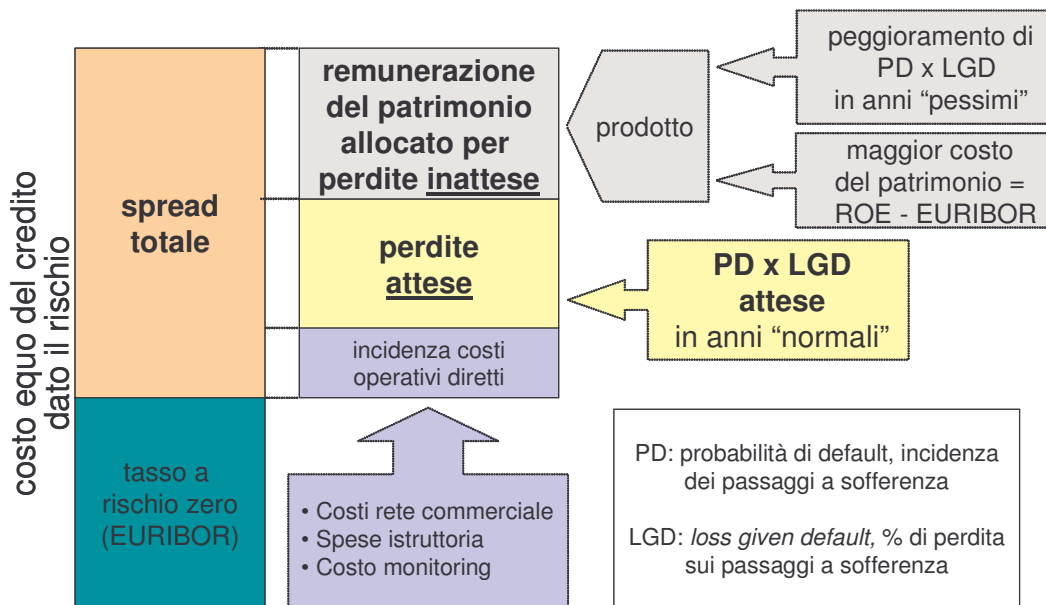 costo equo del credito
dato il rischio
spread
totale
tasso a
rischio zero
(EURIBOR)
remunerazione
del patrimonio
allocato per
perdite inattese
perdite
attese
incidenza costi
operativi diretti
• Costi rete commerciale
• Spese istruttoria
• Costo monitoring
prodotto
peggioramento di
PD x LGD
in anni “pessimi”
maggior costo
del patrimonio =
ROE - EURIBOR
PD x LGD
attese
in anni “normali”
PD: probabilità di default, incidenza
dei passaggi a sofferenza
LGD: loss given default, % di perdita
sui passaggi a sofferenza